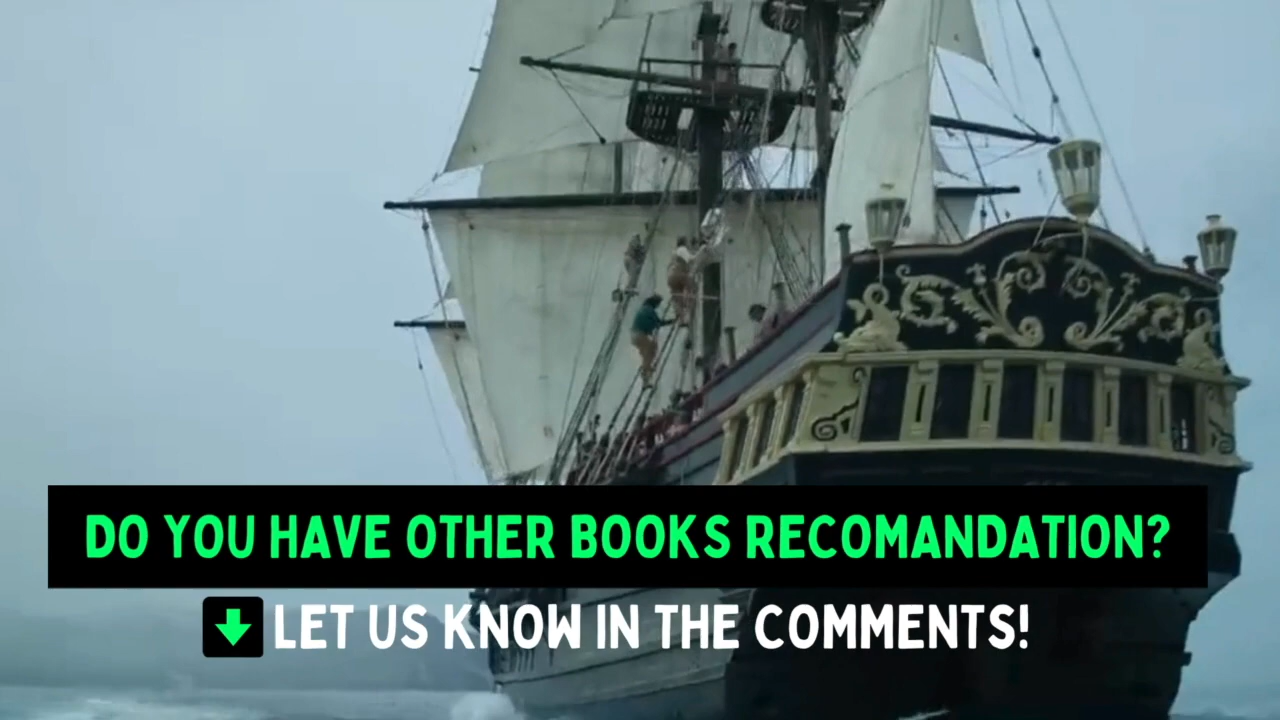 DO YOU HAVE OTHER BOOKS RECOMANDATION?
LET US KNOW IN THE COMMENTS!